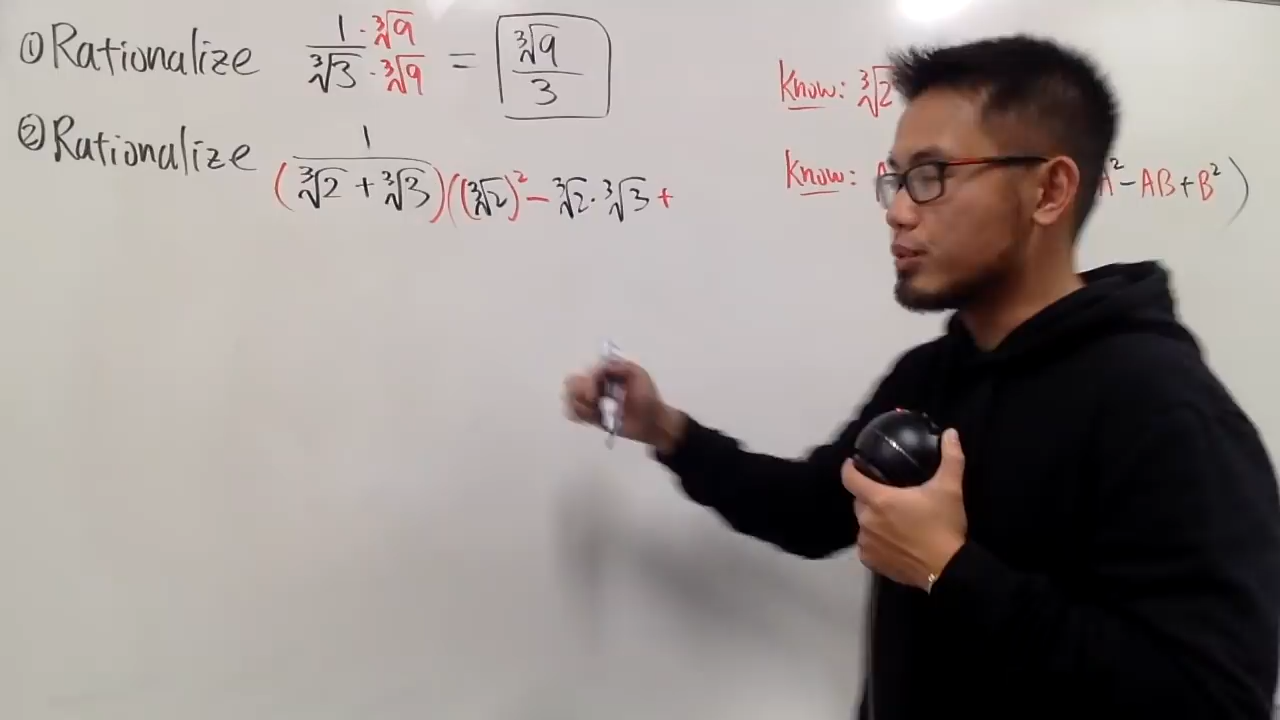 ① Rationalize 1·∛9 / ∛3·∛9 = ∛9 / 3
② Rationalize 1 / (∛2 + ∛3)((∛2)² - ∛2·∛3 +
Know: ∛2
Know: A² - AB + B²)